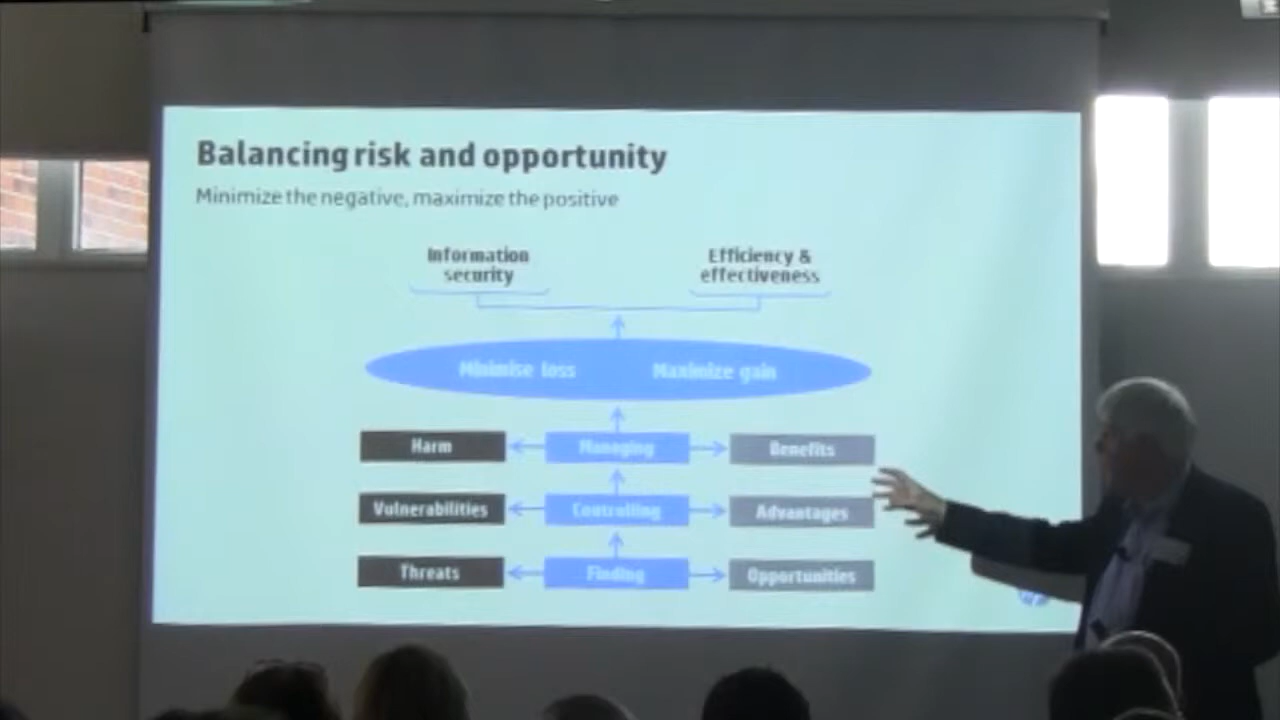 Balancing risk and opportunity
Minimize the negative, maximize the positive
Information
security
Efficiency &
effectiveness
Minimise loss
Maximize gain
Harm
Managing
Benefits
Vulnerabilities
Controlling
Advantages
Threats
Finding
Opportunities
hp